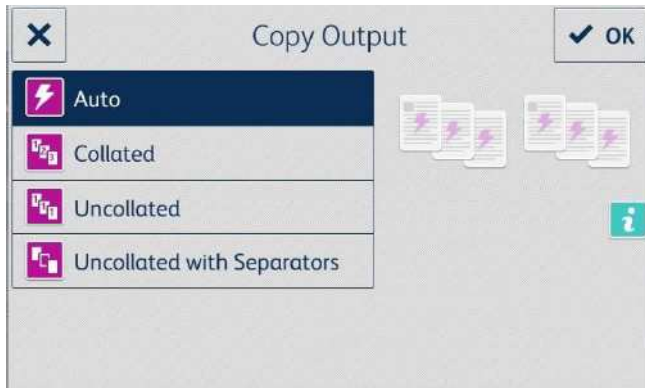 Copy Output
OK
Auto
Collated
Uncollated
Uncollated with Separators
i